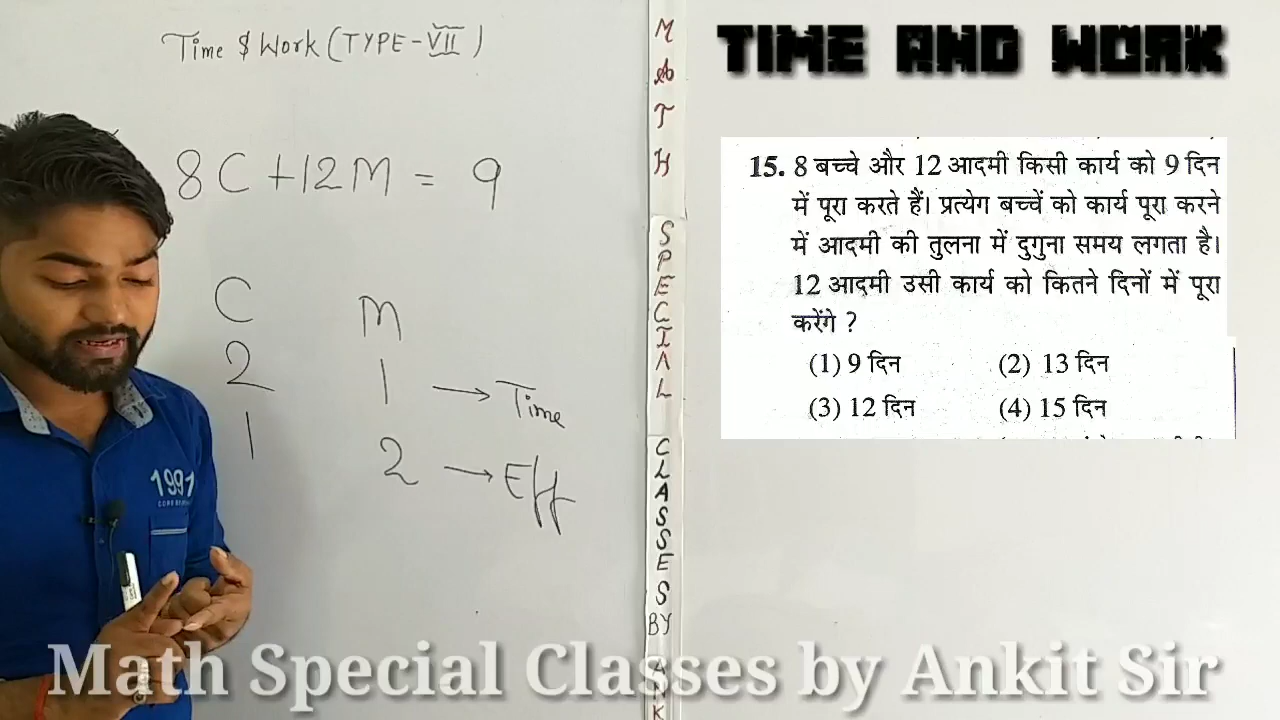 Time & Work (TYPE-VII)
8C+12M = 9
C M
2 1 → Time
1 2 → Eff
1991
MATH SPECIAL CLASSES BY ANK
TIME AND WORK
15. 8 बच्चे और 12 आदमी किसी कार्य को 9 दिन
में पूरा करते हैं। प्रत्येग बच्चें को कार्य पूरा करने
में आदमी की तुलना में दुगुना समय लगता है।
12 आदमी उसी कार्य को कितने दिनों में पूरा
करेंगे ?
(1) 9 दिन (2) 13 दिन
(3) 12 दिन (4) 15 दिन
Math Special Classes by Ankit Sir